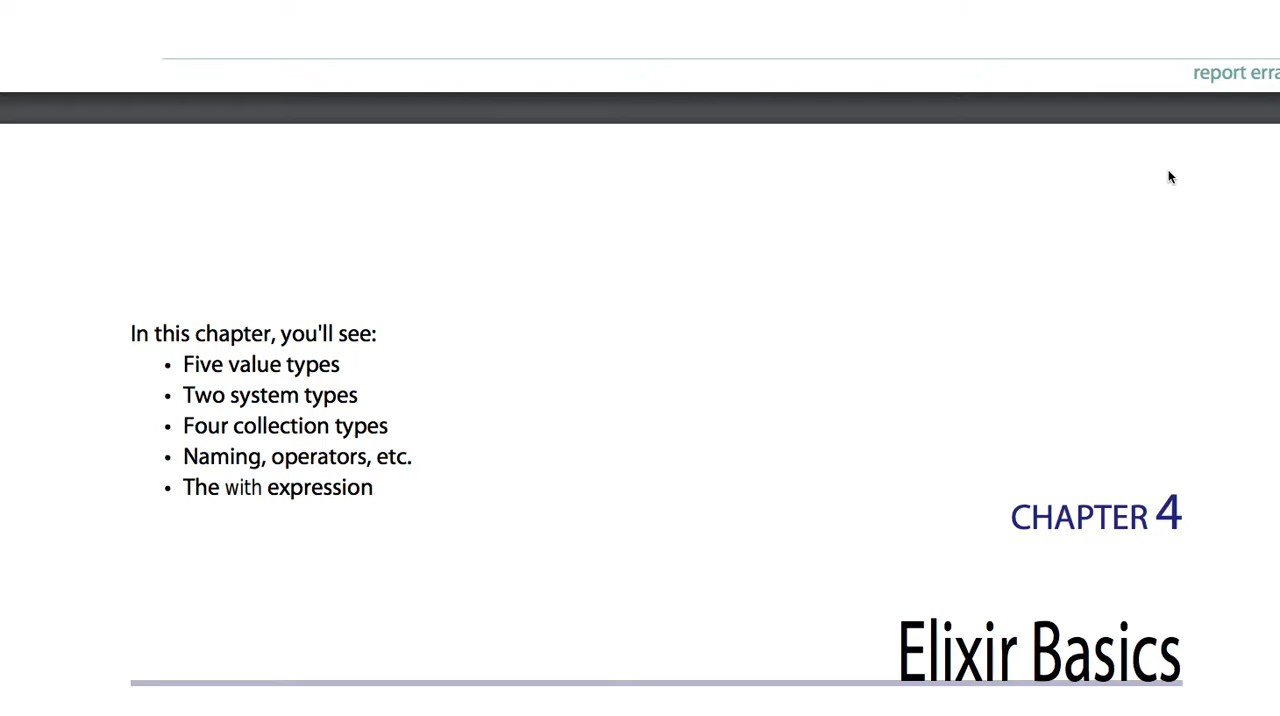 report
In this chapter, you'll see:
• Five value types
• Two system types
• Four collection types
• Naming, operators, etc.
• The with expression
CHAPTER 4
Elixir Basics